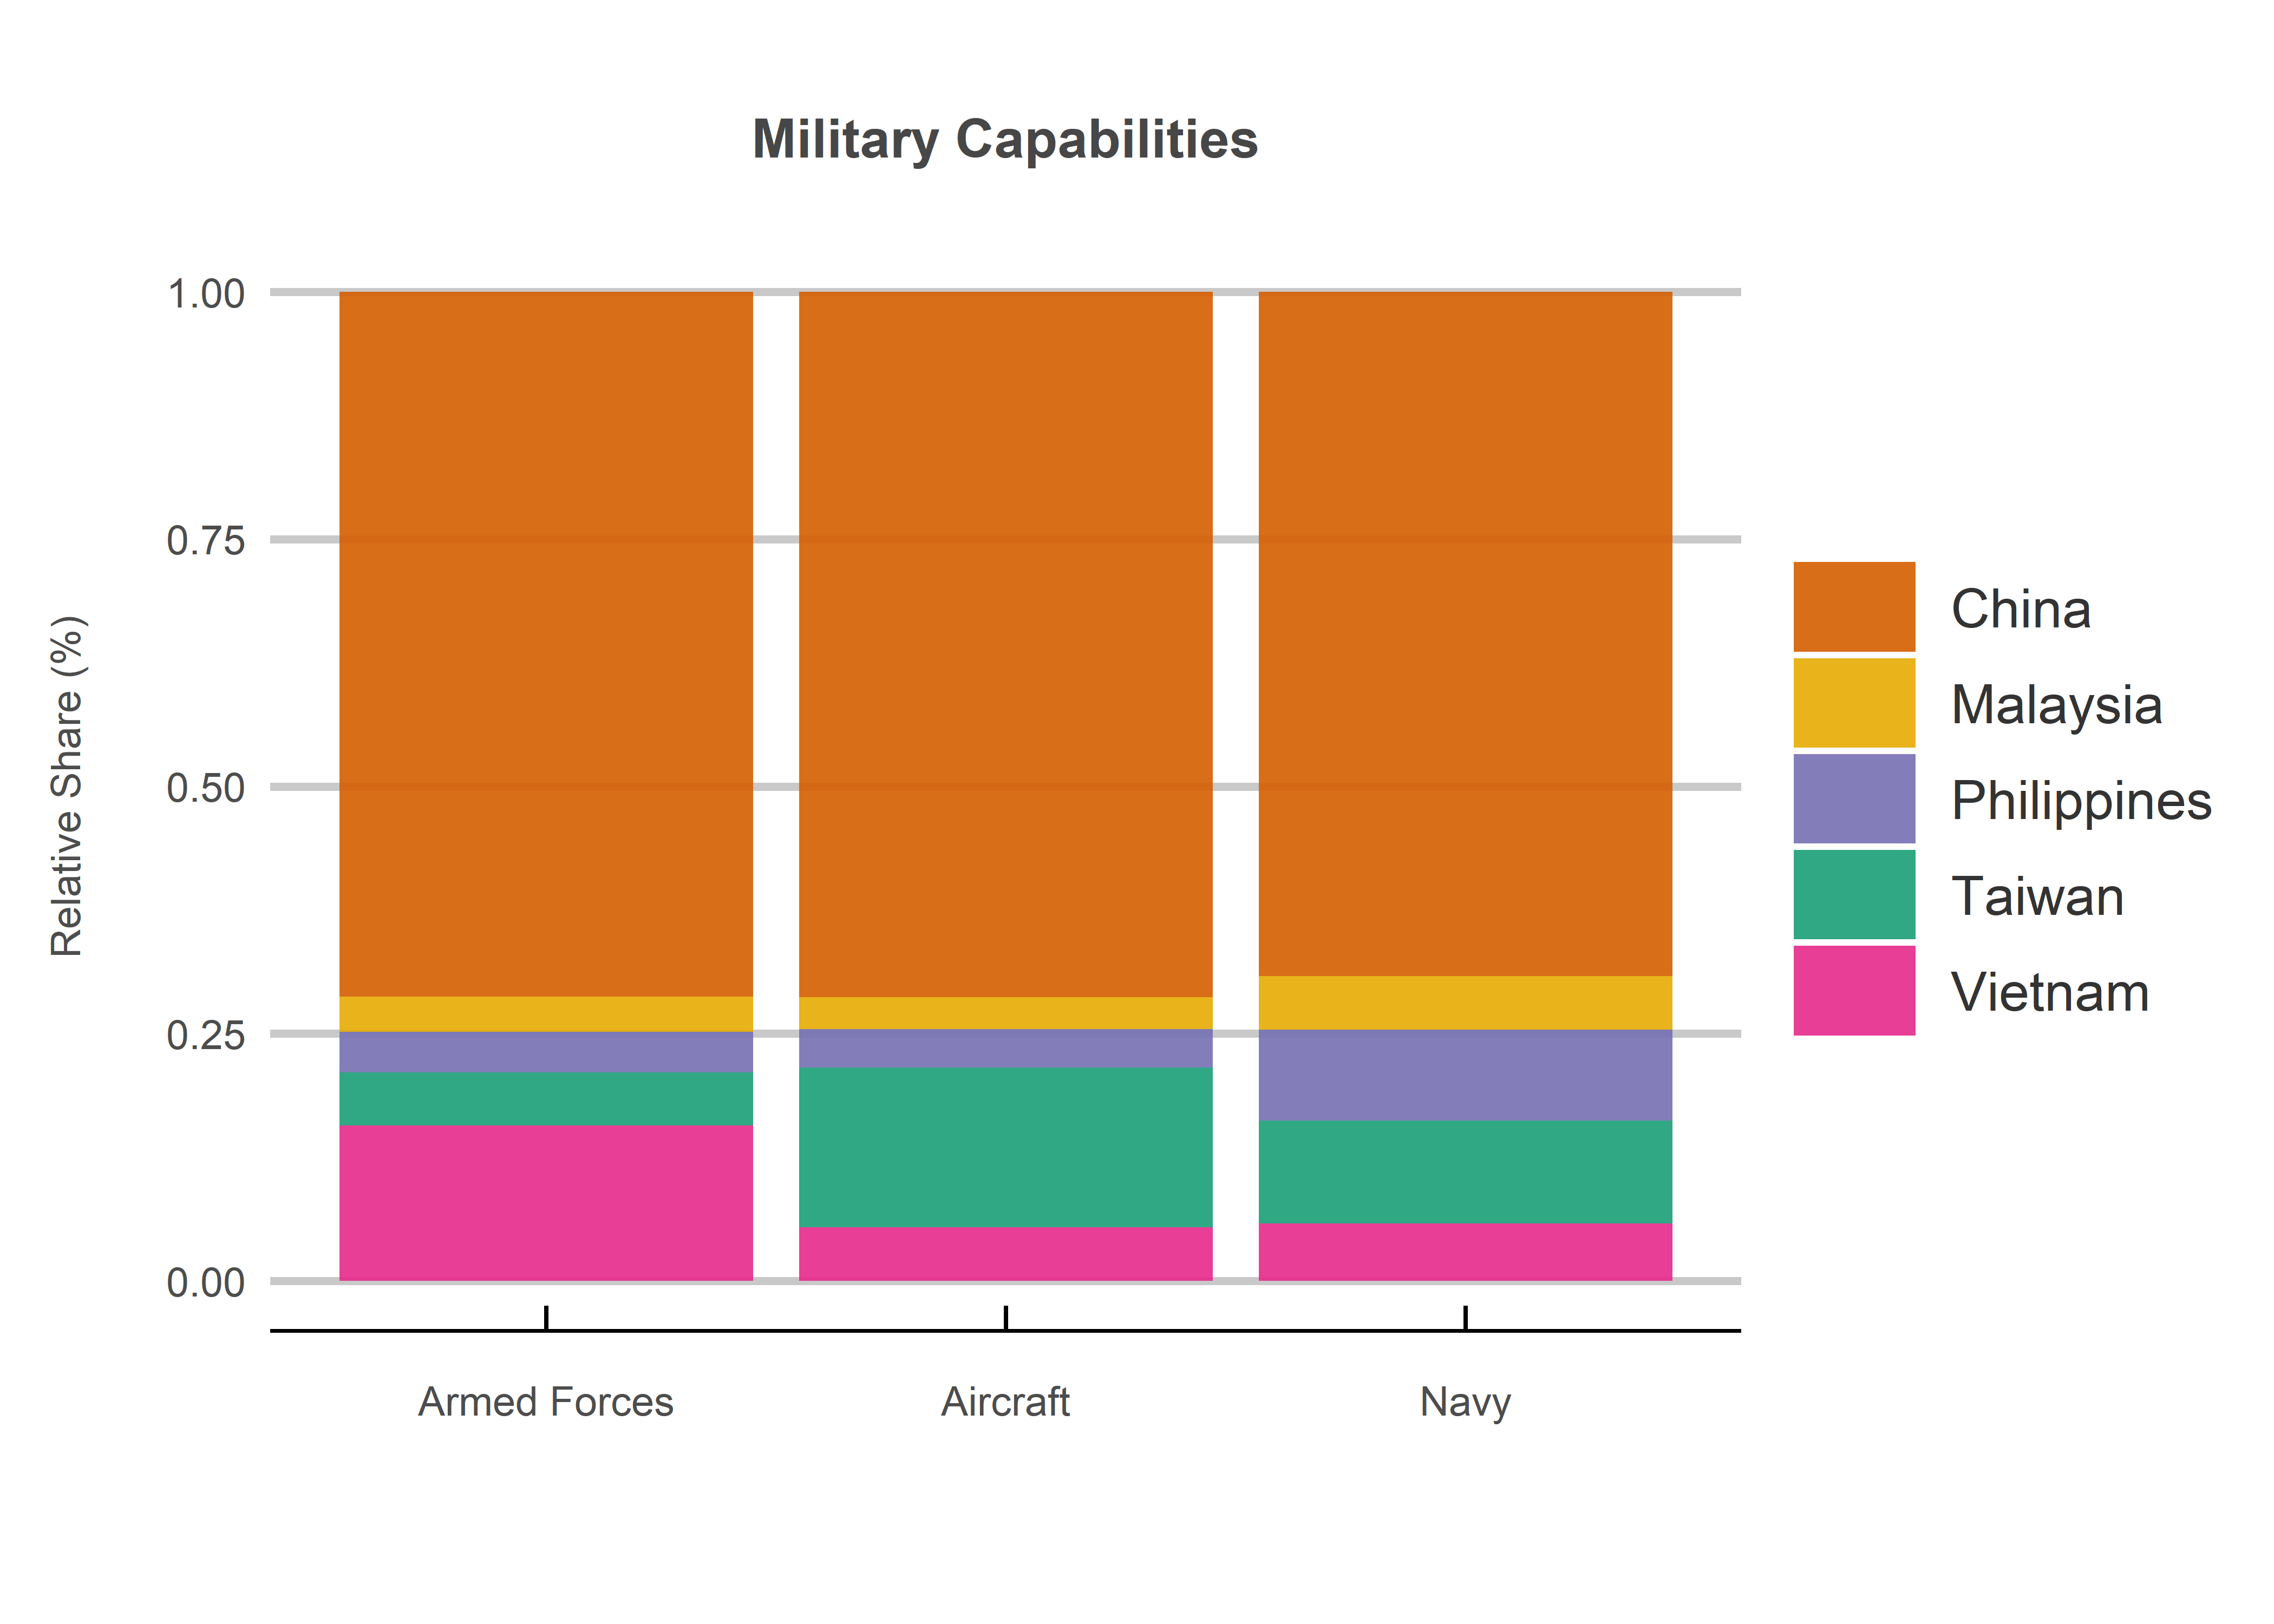 Military Capabilities
1.00
0.75
0.50
0.25
0.00
Relative Share (%)
Armed Forces
Aircraft
Navy
China
Malaysia
Philippines
Taiwan
Vietnam